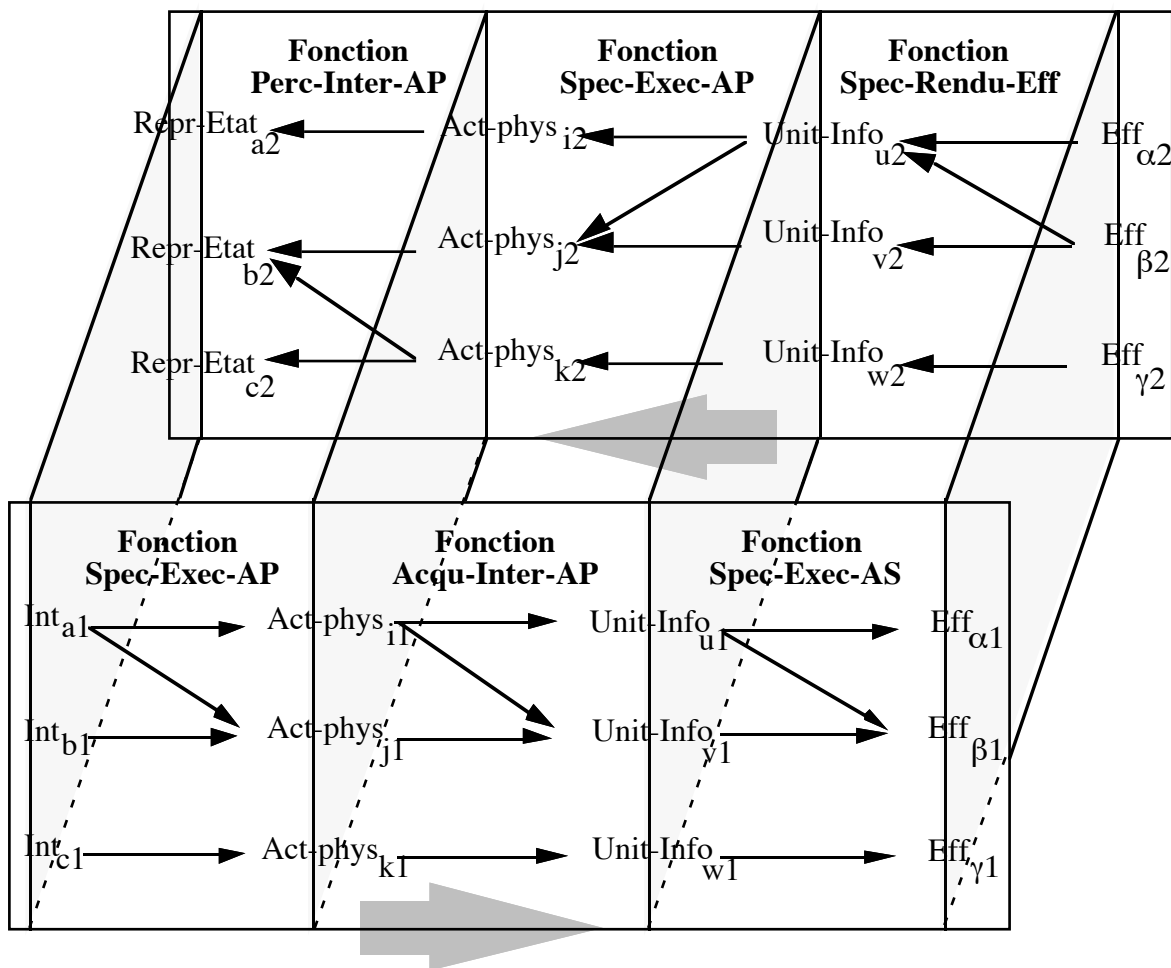 Fonction Fonction Fonction
Perc-Inter-AP Spec-Exec-AP Spec-Rendu-Eff
Repr-Etat a2 Act-phys i2 Unit-Info u2 Eff α2
Repr-Etat b2 Act-phys j2 Unit-Info v2 Eff β2
Repr-Etat c2 Act-phys k2 Unit-Info w2 Eff γ2
Fonction Fonction Fonction
Spec-Exec-AP Acqu-Inter-AP Spec-Exec-AS
Int a1 Act-phys i1 Unit-Info u1 Eff α1
Int b1 Act-phys j1 Unit-Info v1 Eff β1
Int c1 Act-phys k1 Unit-Info w1 Eff γ1